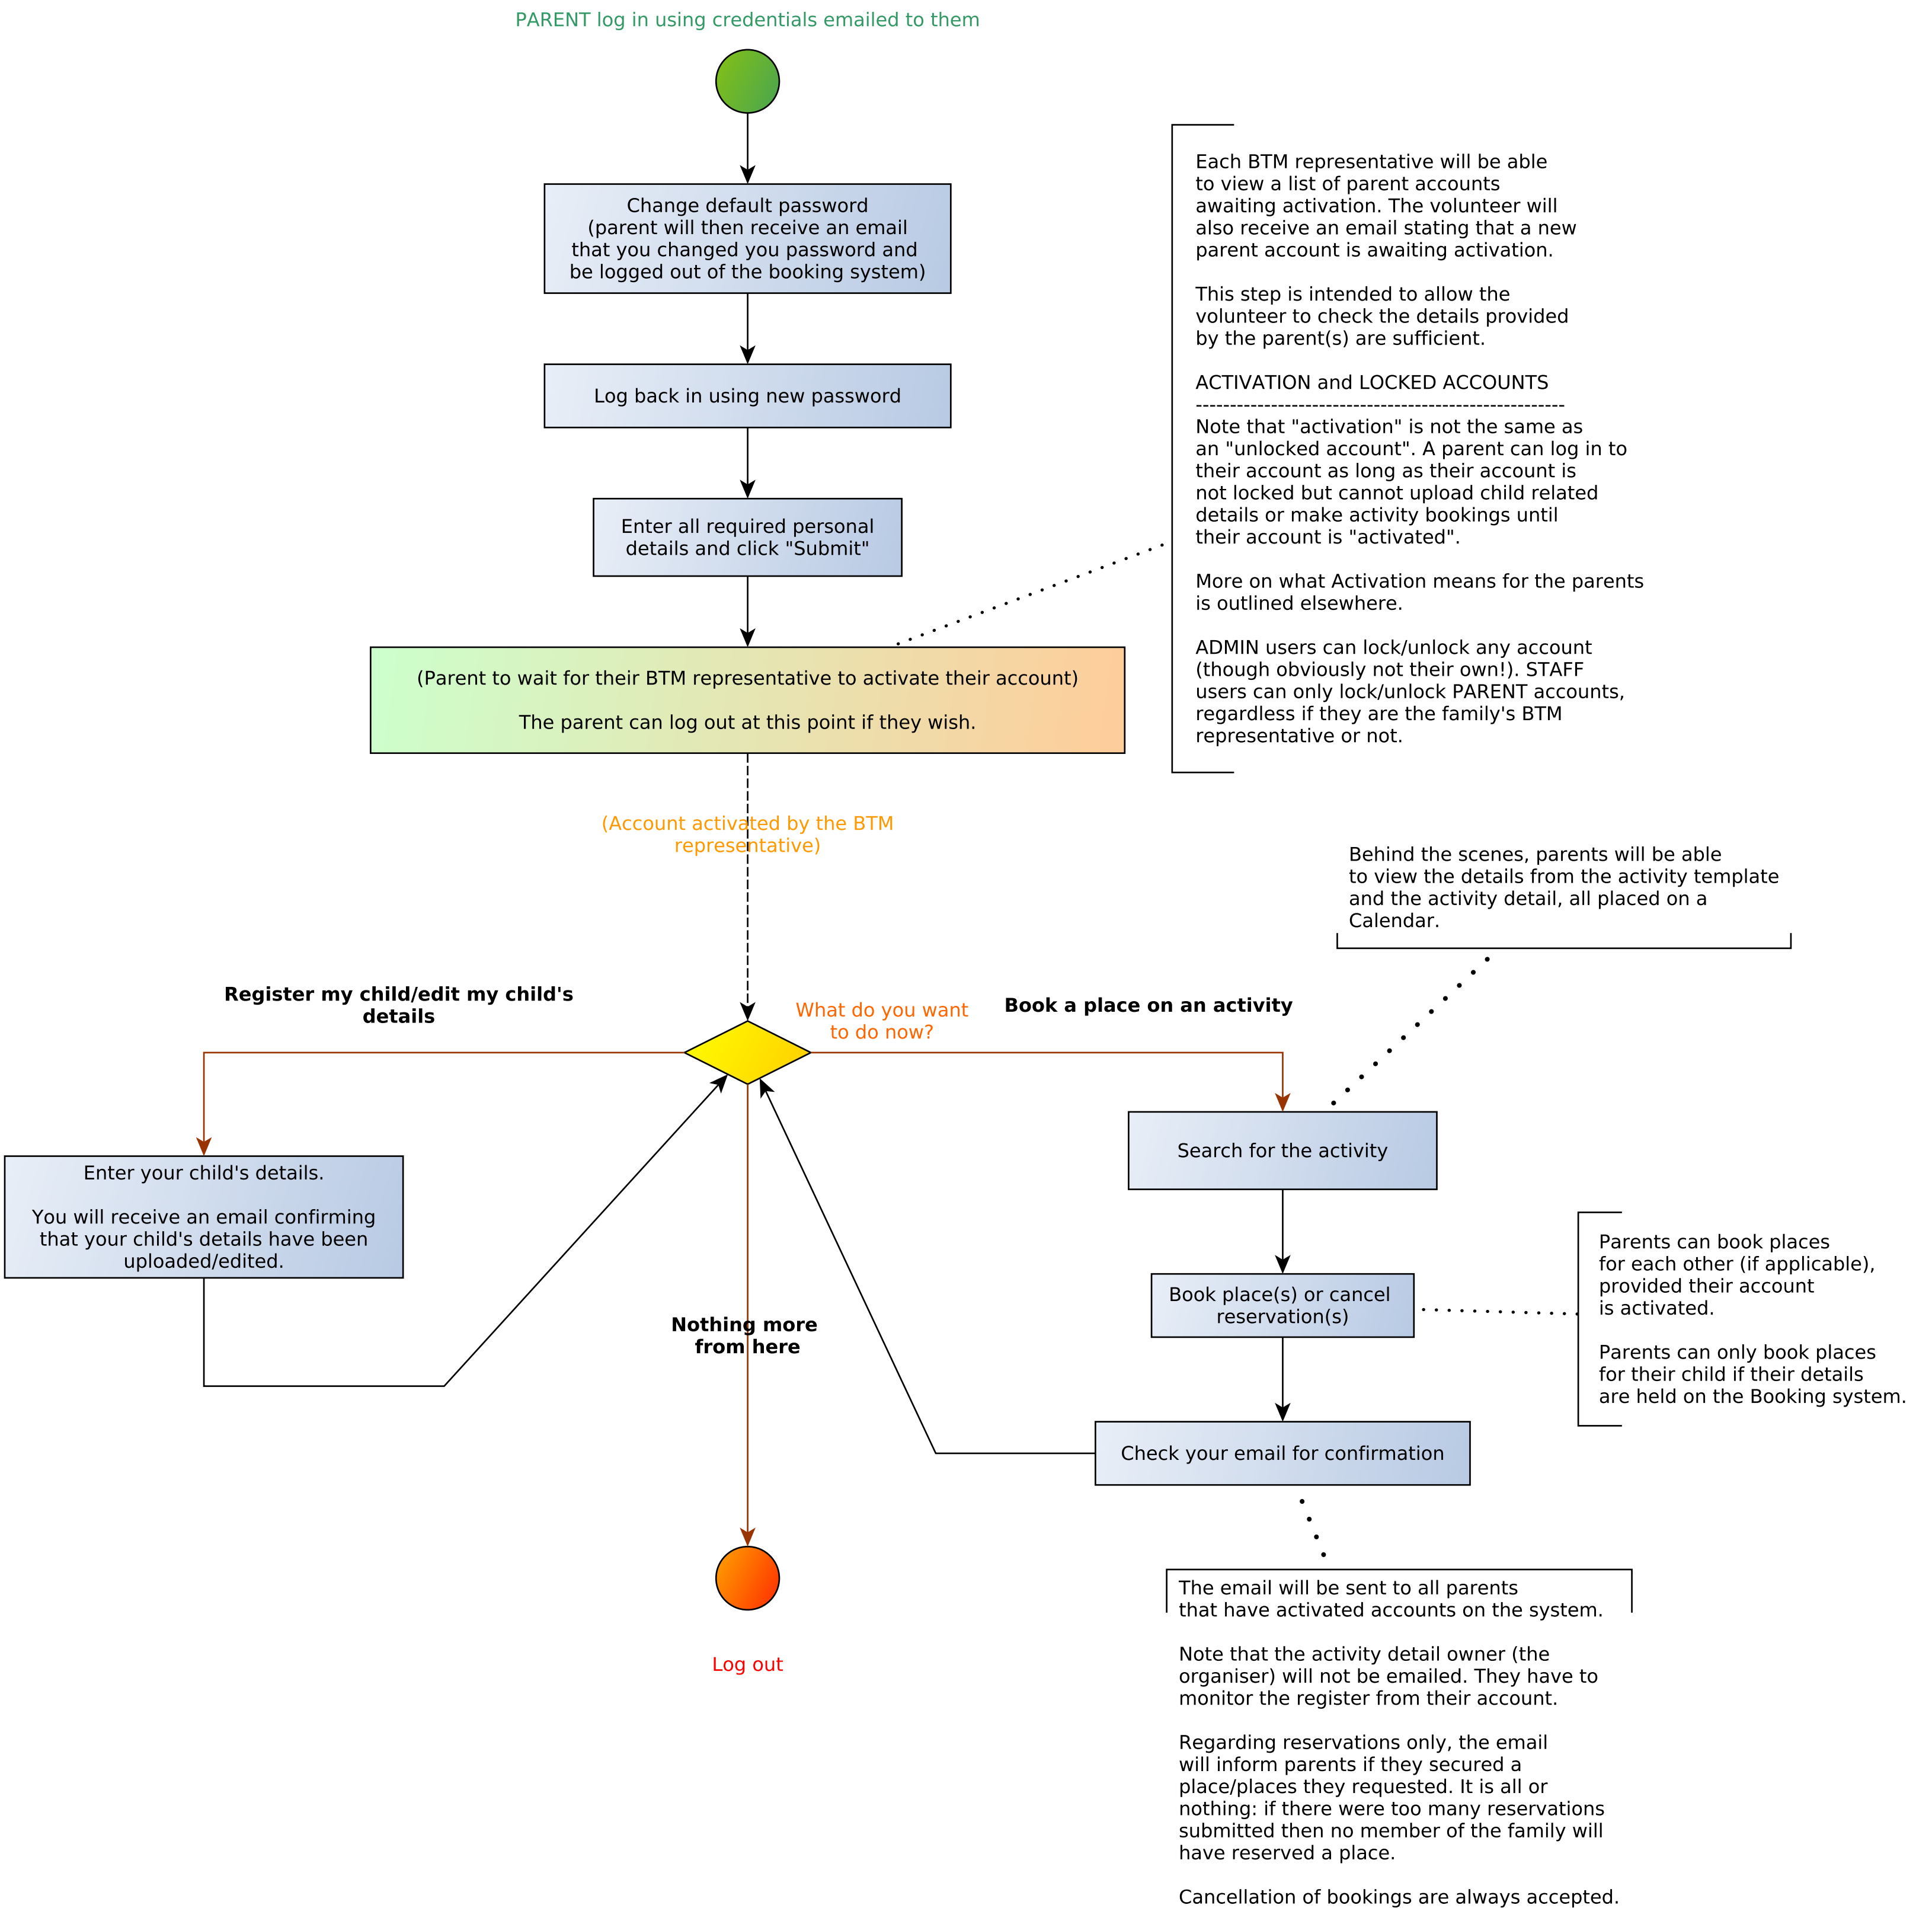 PARENT log in using credentials emailed to them
Change default password
(parent will then receive an email
that you changed you password and
be logged out of the booking system)
Log back in using new password
Enter all required personal
details and click "Submit"
(Parent to wait for their BTM representative to activate their account)
The parent can log out at this point if they wish.
Each BTM representative will be able
to view a list of parent accounts
awaiting activation. The volunteer will
also receive an email stating that a new
parent account is awaiting activation.
This step is intended to allow the
volunteer to check the details provided
by the parent(s) are sufficient.
ACTIVATION and LOCKED ACCOUNTS
------------------------------------------------------
Note that "activation" is not the same as
an "unlocked account". A parent can log in to
their account as long as their account is
not locked but cannot upload child related
details or make activity bookings until
their account is "activated".
More on what Activation means for the parents
is outlined elsewhere.
ADMIN users can lock/unlock any account
(though obviously not their own!). STAFF
users can only lock/unlock PARENT accounts,
regardless if they are the family's BTM
representative or not.
(Account activated by the BTM
representative)
Behind the scenes, parents will be able
to view the details from the activity template
and the activity detail, all placed on a
Calendar.
Register my child/edit my child's
details
What do you want
to do now?
Book a place on an activity
Enter your child's details.
You will receive an email confirming
that your child's details have been
uploaded/edited.
Search for the activity
Book place(s) or cancel
reservation(s)
Parents can book places
for each other (if applicable),
provided their account
is activated.
Parents can only book places
for their child if their details
are held on the Booking system.
Nothing more
from here
Check your email for confirmation
Log out
The email will be sent to all parents
that have activated accounts on the system.
Note that the activity detail owner (the
organiser) will not be emailed. They have to
monitor the register from their account.
Regarding reservations only, the email
will inform parents if they secured a
place/places they requested. It is all or
nothing: if there were too many reservations
submitted then no member of the family will
have reserved a place.
Cancellation of bookings are always accepted.